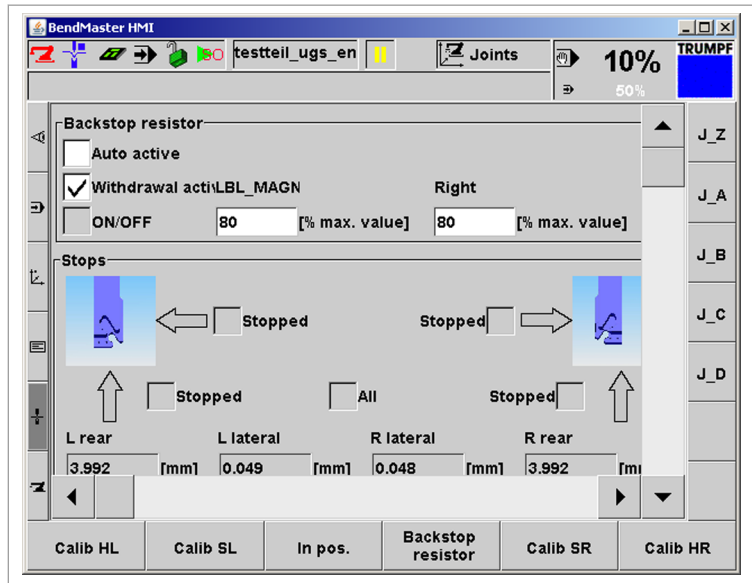 BendMaster HMI
SO testteil_ugs_en Joints 10% TRUMPF
50%
Backstop resistor
Auto active
Withdrawal acti LBL_MAGN Right
ON/OFF 80 [% max. value] 80 [% max. value]
Stops
Stopped Stopped
Stopped All Stopped
L rear L lateral R lateral R rear
3.992 [mm] 0.049 [mm] 0.048 [mm] 3.992 [m
J_Z
J_A
J_B
J_C
J_D
Calib HL Calib SL In pos. Backstop resistor Calib SR Calib HR